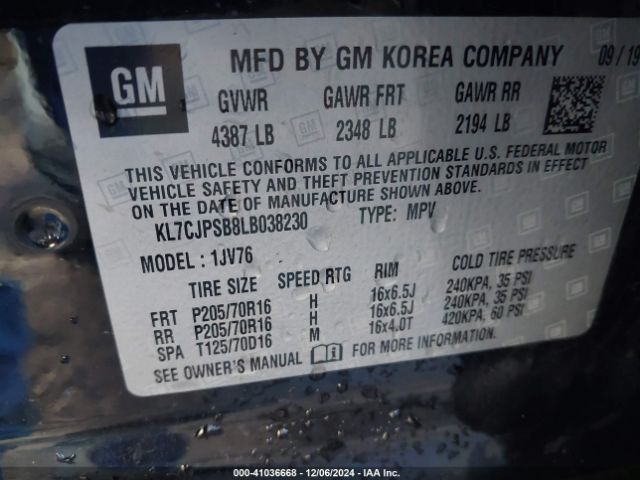 GM
MFD BY GM KOREA COMPANY 09/19
GVWR GAWR FRT GAWR RR
4387 LB 2348 LB 2194 LB
THIS VEHICLE CONFORMS TO ALL APPLICABLE U.S. FEDERAL MOTOR
VEHICLE SAFETY AND THEFT PREVENTION STANDARDS IN EFFECT
ON THE DATE OF MANUFACTURE SHOWN ABOVE.
KL7CJPSB8LB038230 TYPE: MPV
MODEL: 1JV76
TIRE SIZE SPEED RTG RIM COLD TIRE PRESSURE
FRT P205/70R16 H 16x6.5J 240KPA, 35 PSI
RR P205/70R16 H 16x6.5J 240KPA, 35 PSI
SPA T125/70D16 M 16x4.0T 420KPA, 60 PSI
SEE OWNER'S MANUAL FOR MORE INFORMATION.
000-41036668 - 12/06/2024 - IAA Inc.